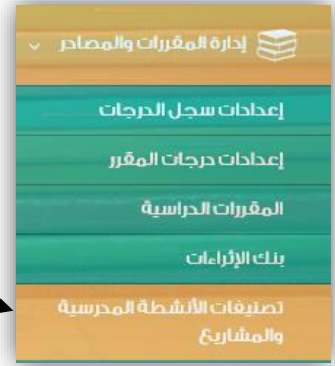 إدارة المقررات والمصادر
إعدادات سجل الدرجات
إعدادات درجات المقرر
المقررات الدراسية
بنك الإثراءات
تصنيفات الأنشطة المدرسية
والمشاريع